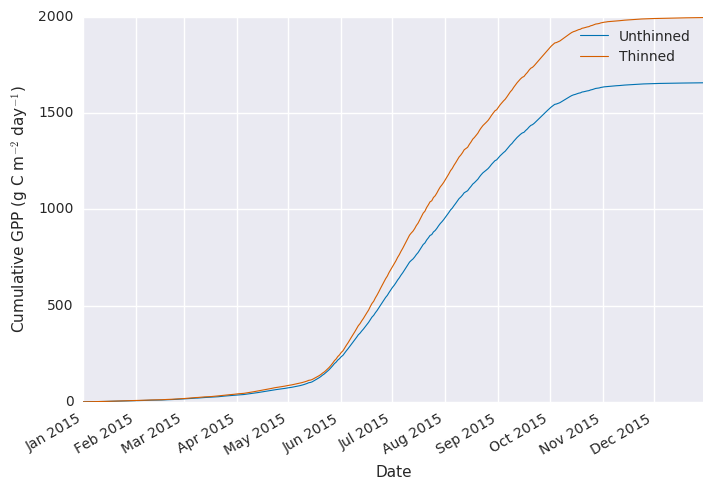 2000
1500
1000
500
0
Cumulative GPP (g C m⁻² day⁻¹)
Unthinned
Thinned
Jan 2015
Feb 2015
Mar 2015
Apr 2015
May 2015
Jun 2015
Jul 2015
Aug 2015
Sep 2015
Oct 2015
Nov 2015
Dec 2015
Date